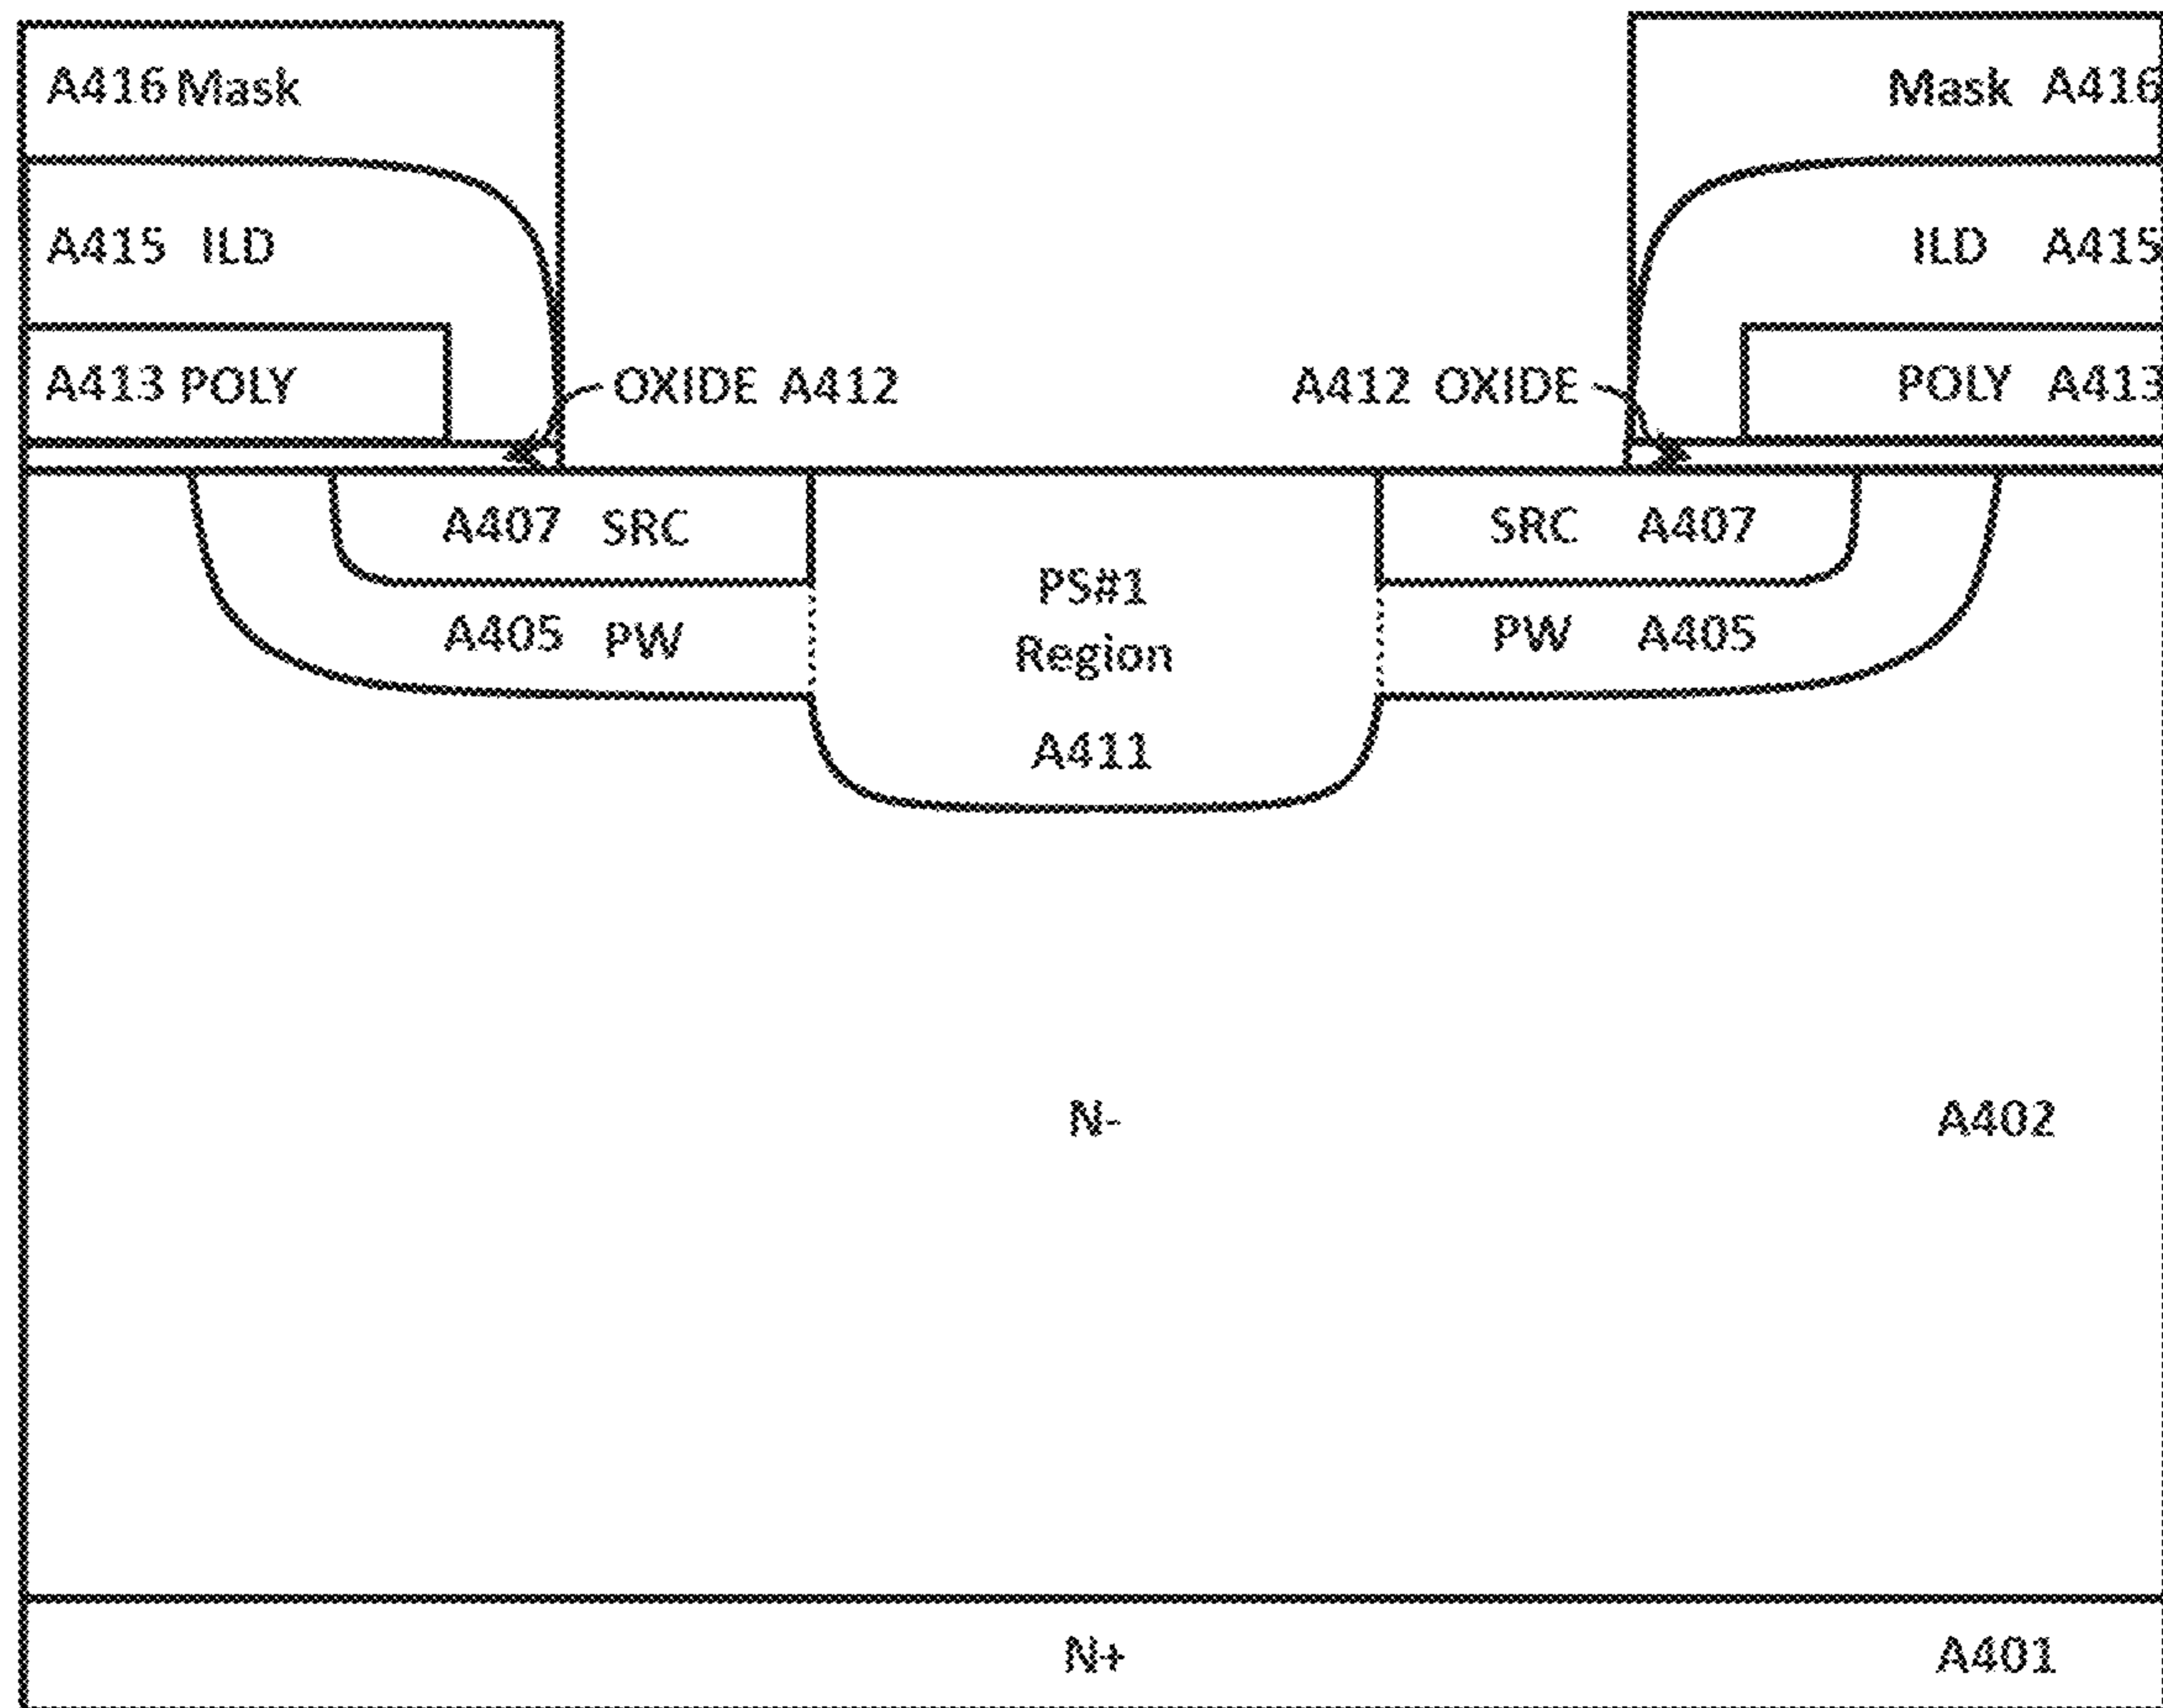 A416 Mask
Mask A416
A415 ILD
ILD A415
A413 POLY
OXIDE A412
A412 OXIDE
POLY A413
A407 SRC
SRC A407
PS#1
Region
A411
A405 PW
PW A405
N-
A402
N+
A401